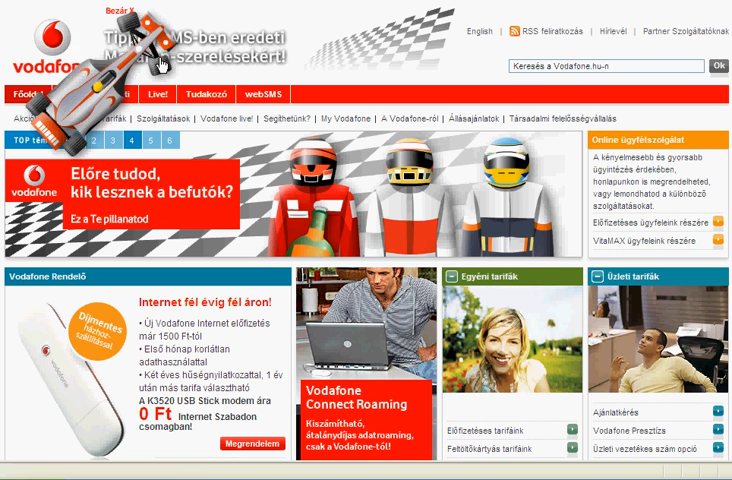 Bezár X
MS-ben eredeti
-szerelésekért!
vodafone
English | RSS feliratkozás | Hírlevél | Partner Szolgáltatóknak
Keresés a Vodafone.hu-n
Ok
Live! Tudakozó webSMS
Szolgáltatások | Vodafone live! | Segíthetünk? | My Vodafone | A Vodafone-ról | Állásajánlatok | Társadalmi felelősségvállalás
TOP
2 3 4 5 6
vodafone
Előre tudod,
kik lesznek a befutók?
Ez a Te pillanatod
Online ügyfélszolgálat
A kényelmesebb és gyorsabb
ügyintézés érdekében,
honlapunkon is megrendelheted,
vagy lemondhatod a különböző
szolgáltatásokat.
Előfizetéses ügyfeleink részére
VitaMAX ügyfeleink részére
Vodafone Rendelő
Internet fél évig fél áron!
Díjmentes
házhoz-
szállítással
vodafone
• Új Vodafone Internet előfizetés
már 1500 Ft-tól
• Első hónap korlátlan
adathasználattal
• Két éves hűségnyilatkozattal, 1 év
után más tarifa választható
A K3520 USB Stick modem ára
0 Ft Internet Szabadon
csomagban!
Megrendelem
Vodafone
Connect Roaming
Kiszámítható,
átalánydíjas adatroaming,
csak a Vodafone-tól!
Egyéni tarifák
Előfizetéses tarifáink
Feltöltőkártyás tarifáink
Üzleti tarifák
Ajánlatkérés
Vodafone Presztízs
Üzleti vezetékes szám opció